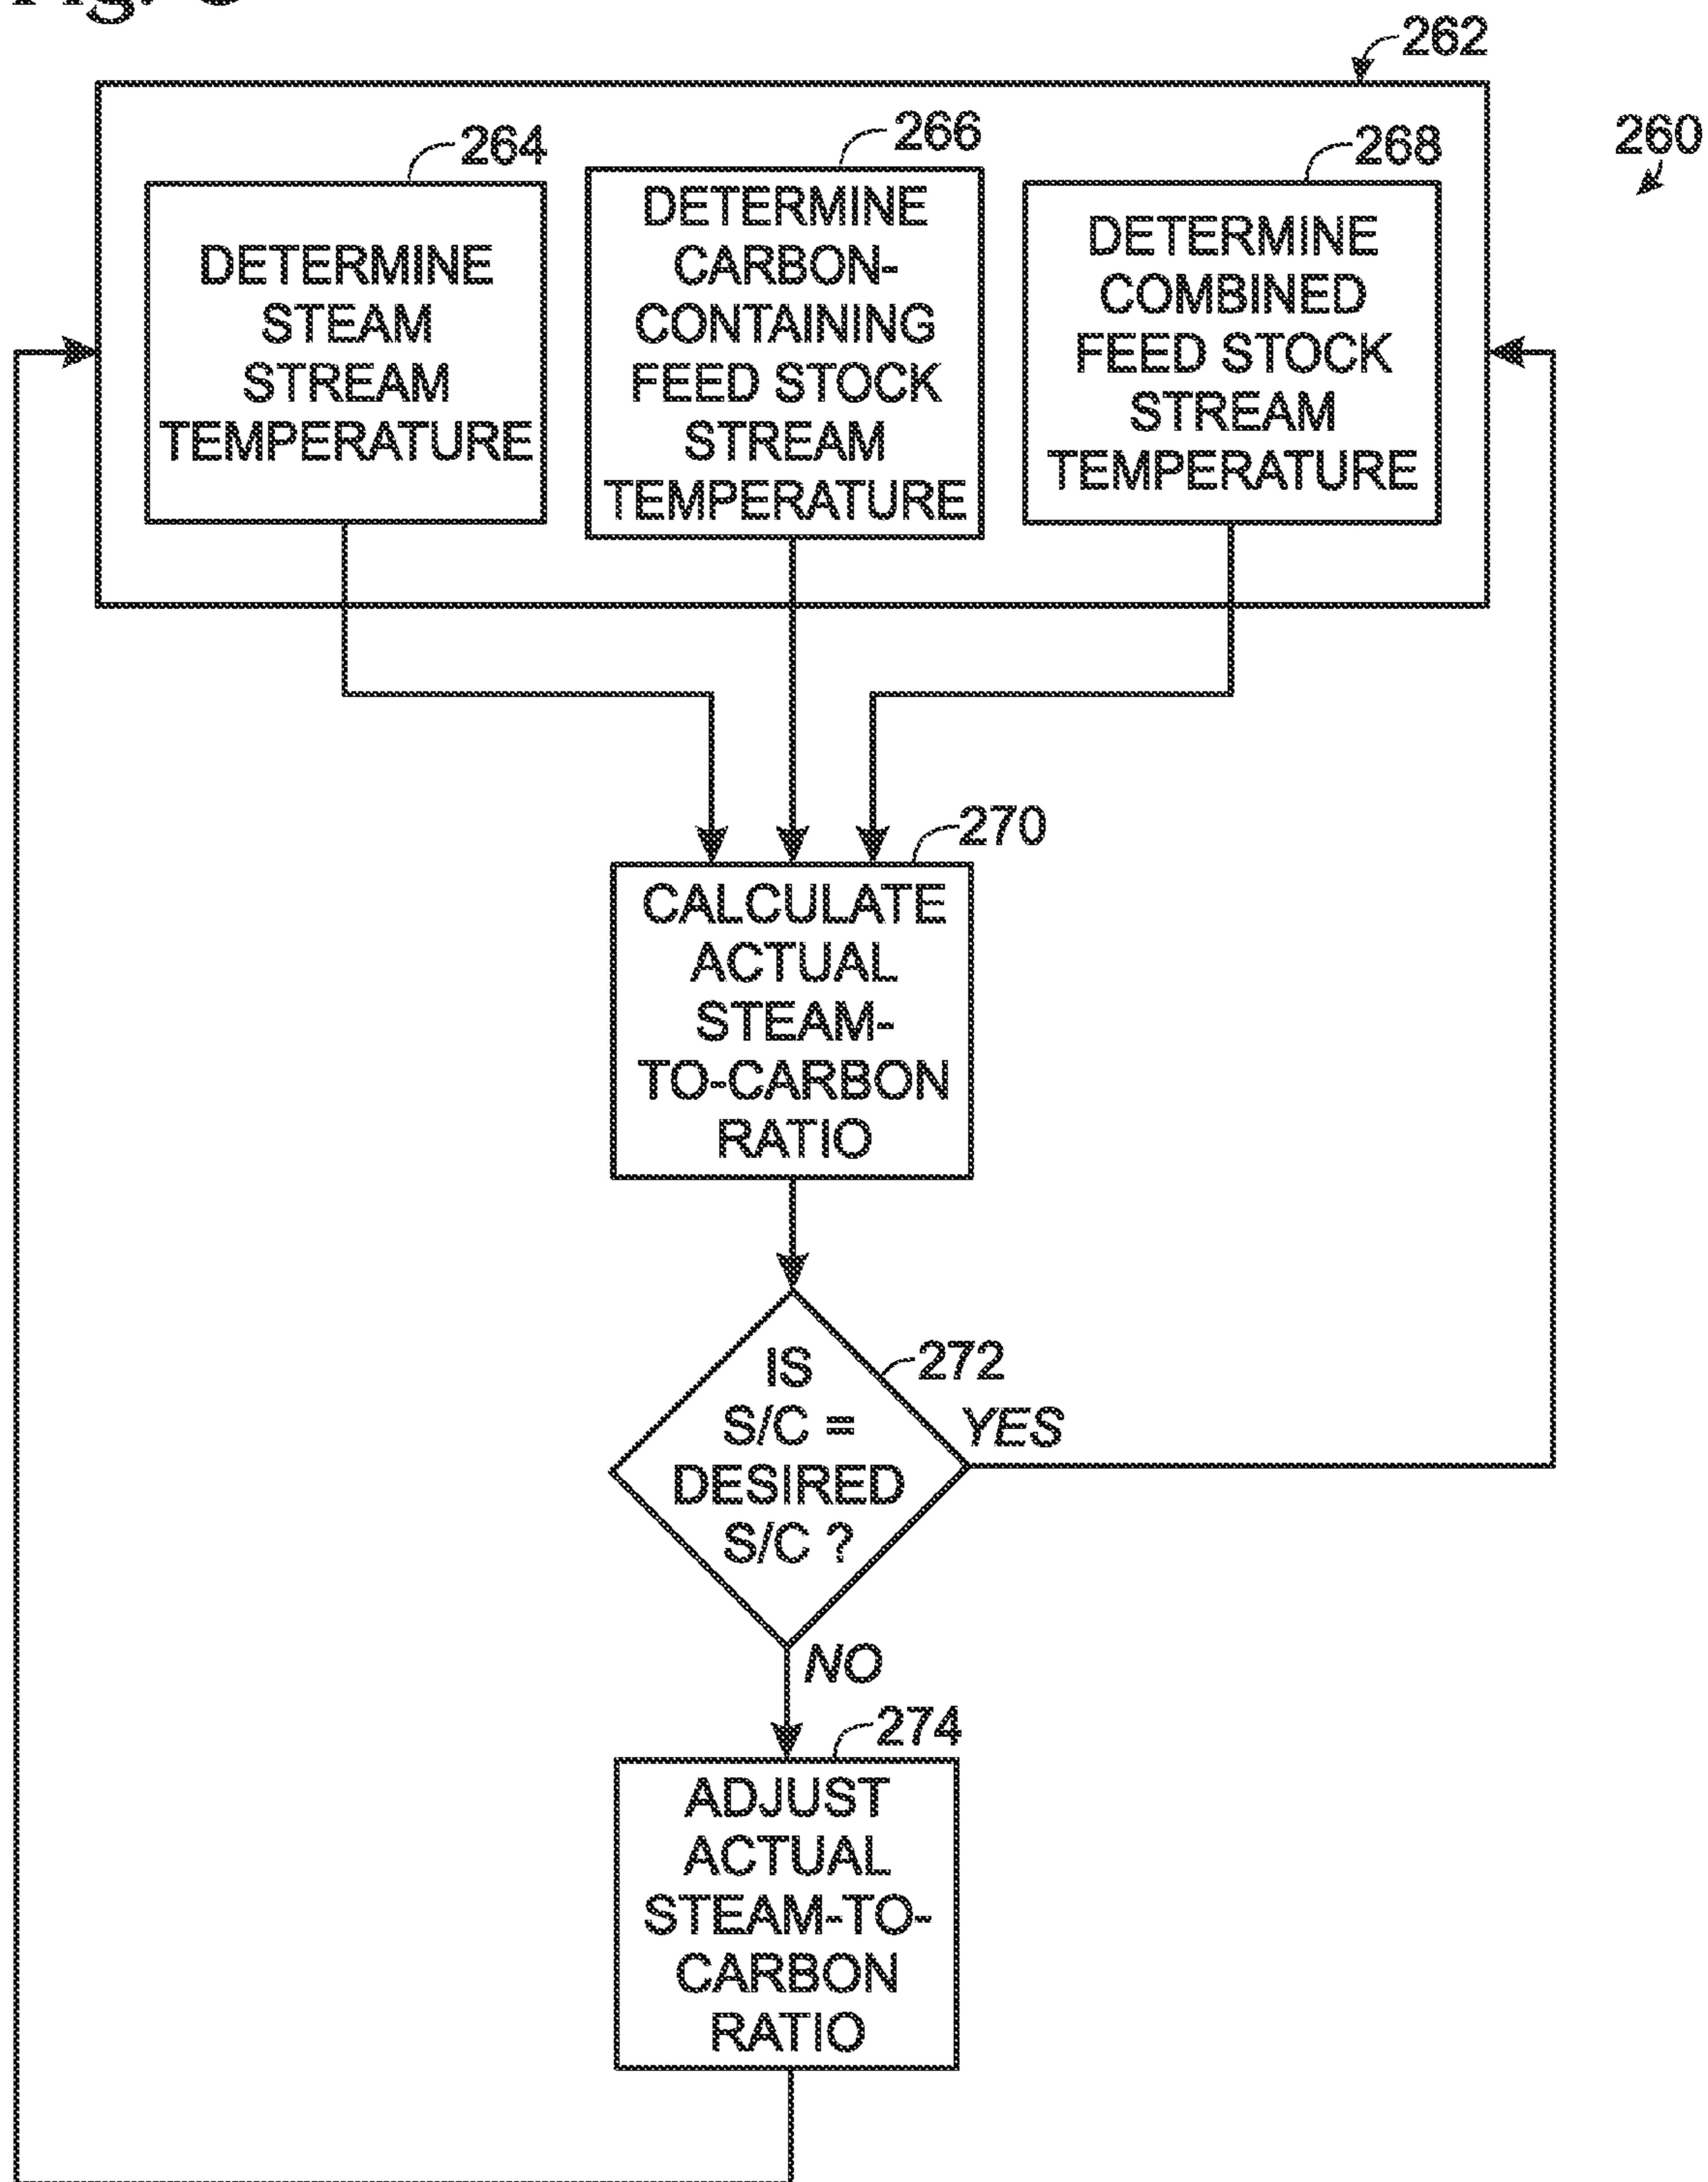 262
260
264
266
268
DETERMINE
STEAM
STREAM
TEMPERATURE
DETERMINE
CARBON-
CONTAINING
FEED STOCK
STREAM
TEMPERATURE
DETERMINE
COMBINED
FEED STOCK
STREAM
TEMPERATURE
270
CALCULATE
ACTUAL
STEAM-
TO-CARBON
RATIO
272
IS
S/C =
DESIRED
S/C ?
YES
NO
274
ADJUST
ACTUAL
STEAM-TO-
CARBON
RATIO